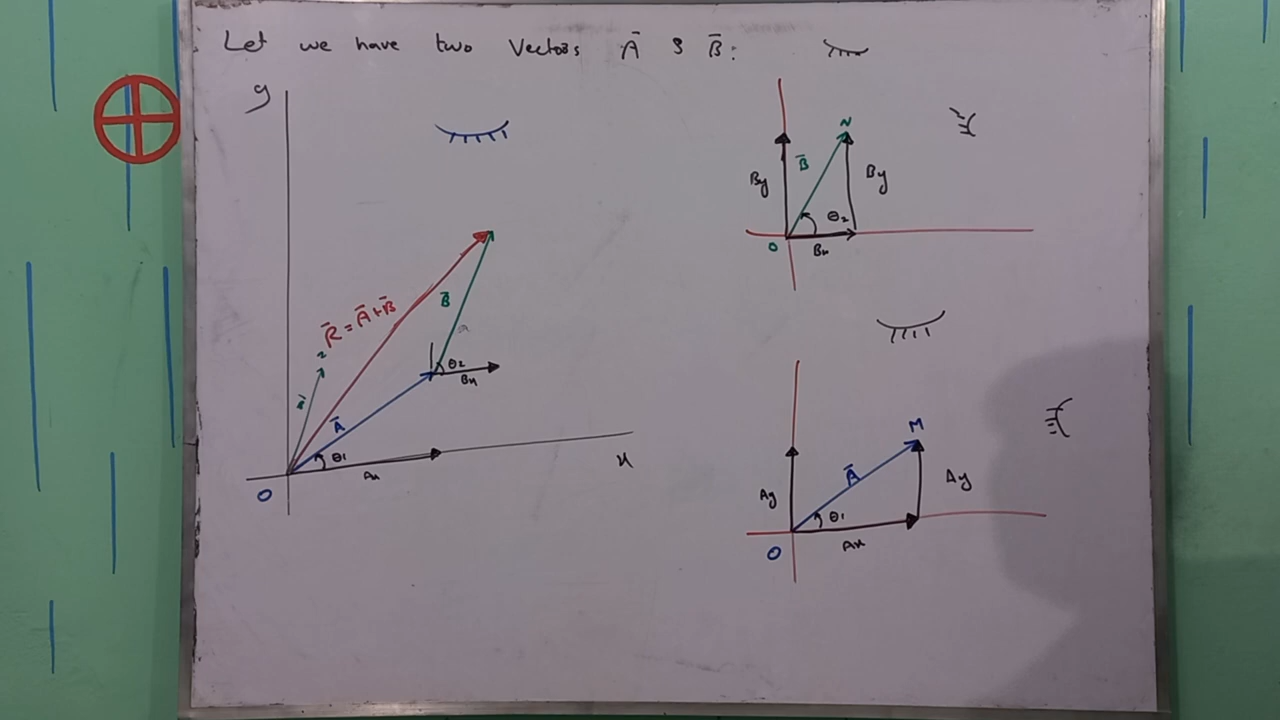 Let we have two Vectors Ā & B̄:
y
R̄ = Ā+B̄
B̄
N
θ2
Bx
Ā
θ1
Ax
x
O
N
B̄
By
By
θ2
O
Bx
M
Ā
Ay
Ay
θ1
O
Ax